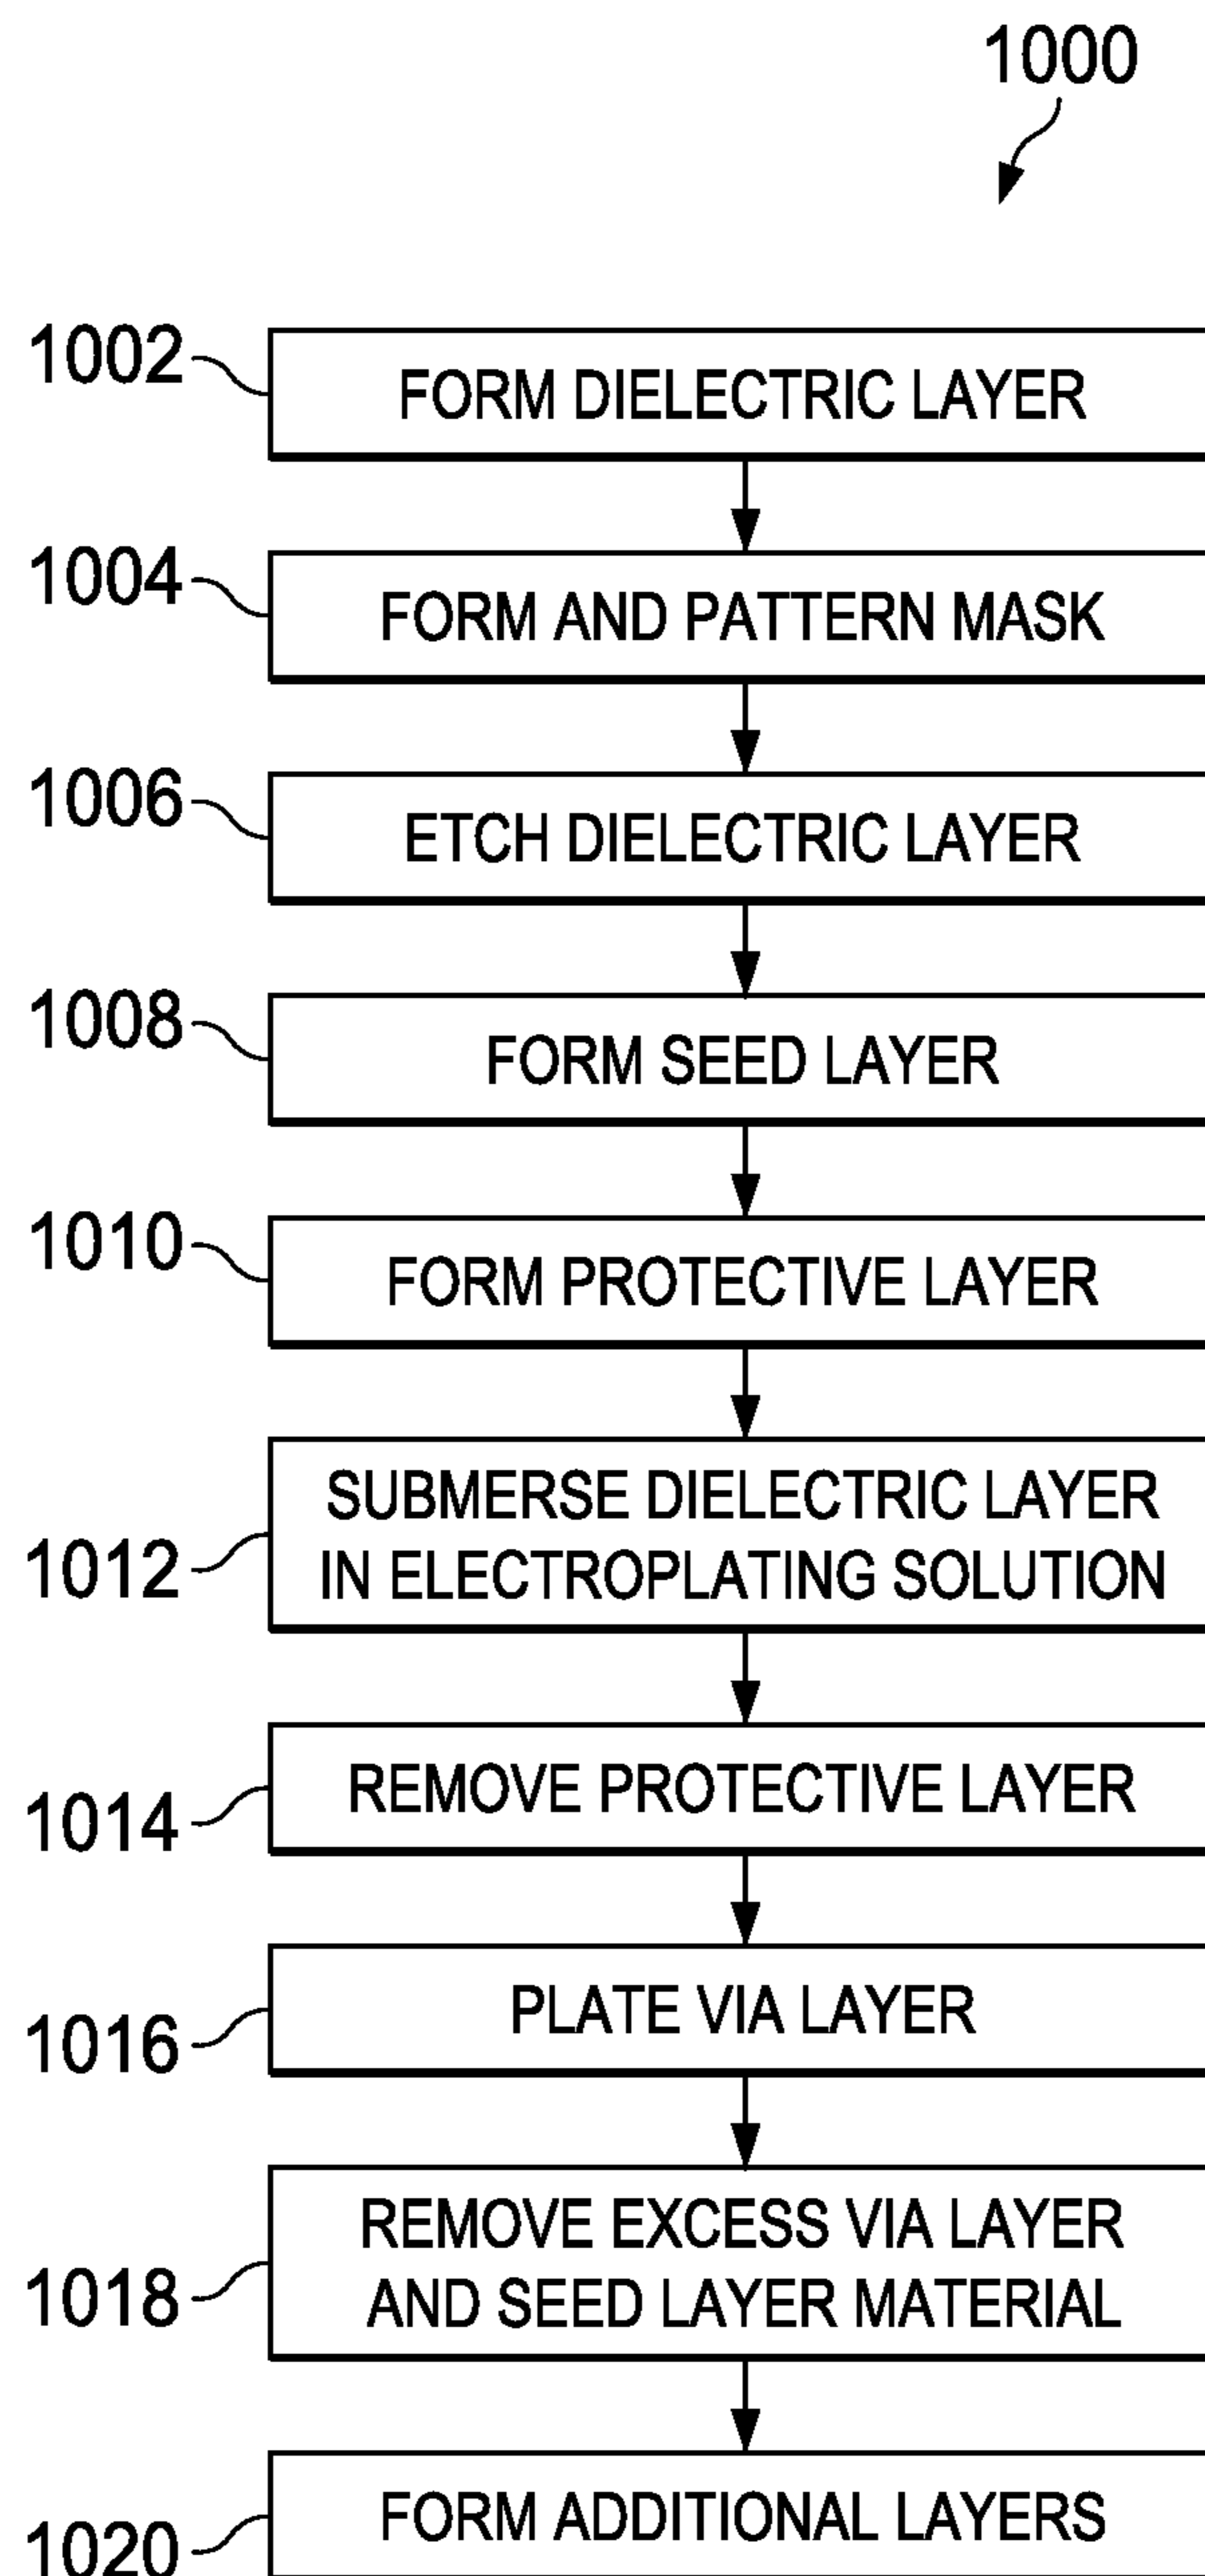 1000
1002
FORM DIELECTRIC LAYER
1004
FORM AND PATTERN MASK
1006
ETCH DIELECTRIC LAYER
1008
FORM SEED LAYER
1010
FORM PROTECTIVE LAYER
1012
SUBMERSE DIELECTRIC LAYER
IN ELECTROPLATING SOLUTION
1014
REMOVE PROTECTIVE LAYER
1016
PLATE VIA LAYER
1018
REMOVE EXCESS VIA LAYER
AND SEED LAYER MATERIAL
1020
FORM ADDITIONAL LAYERS